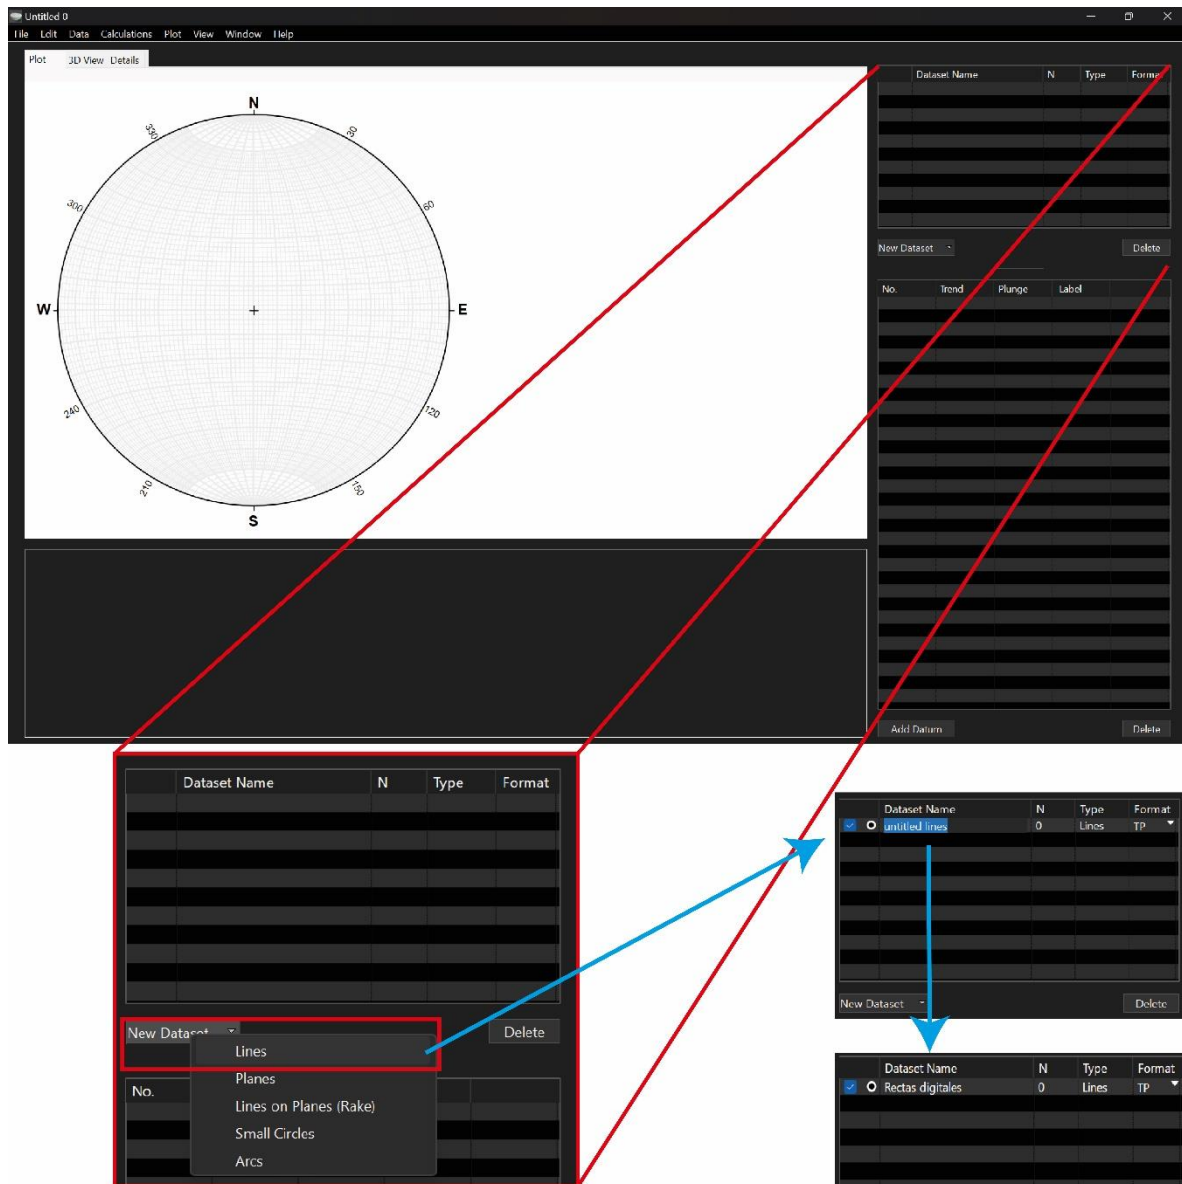 Untitled 0
File Edit Data Calculations Plot View Window Help
Plot 3D View Details
Dataset Name N Type Format
N
330 30
300 60
W E
240 120
210 150
S
New Dataset Delete
No. Trend Plunge Label
Add Datum Delete
Dataset Name N Type Format
New Dataset Delete
Lines
Planes
Lines on Planes (Rake)
Small Circles
Arcs
No.
Dataset Name N Type Format
untitled lines 0 Lines TP
New Dataset Delete
Dataset Name N Type Format
Rectas digitales 0 Lines TP